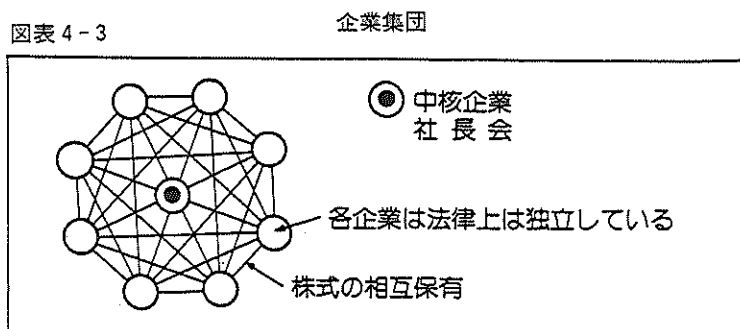 図表4-3
企業集団
中核企業
社長会
各企業は法律上は独立している
株式の相互保有